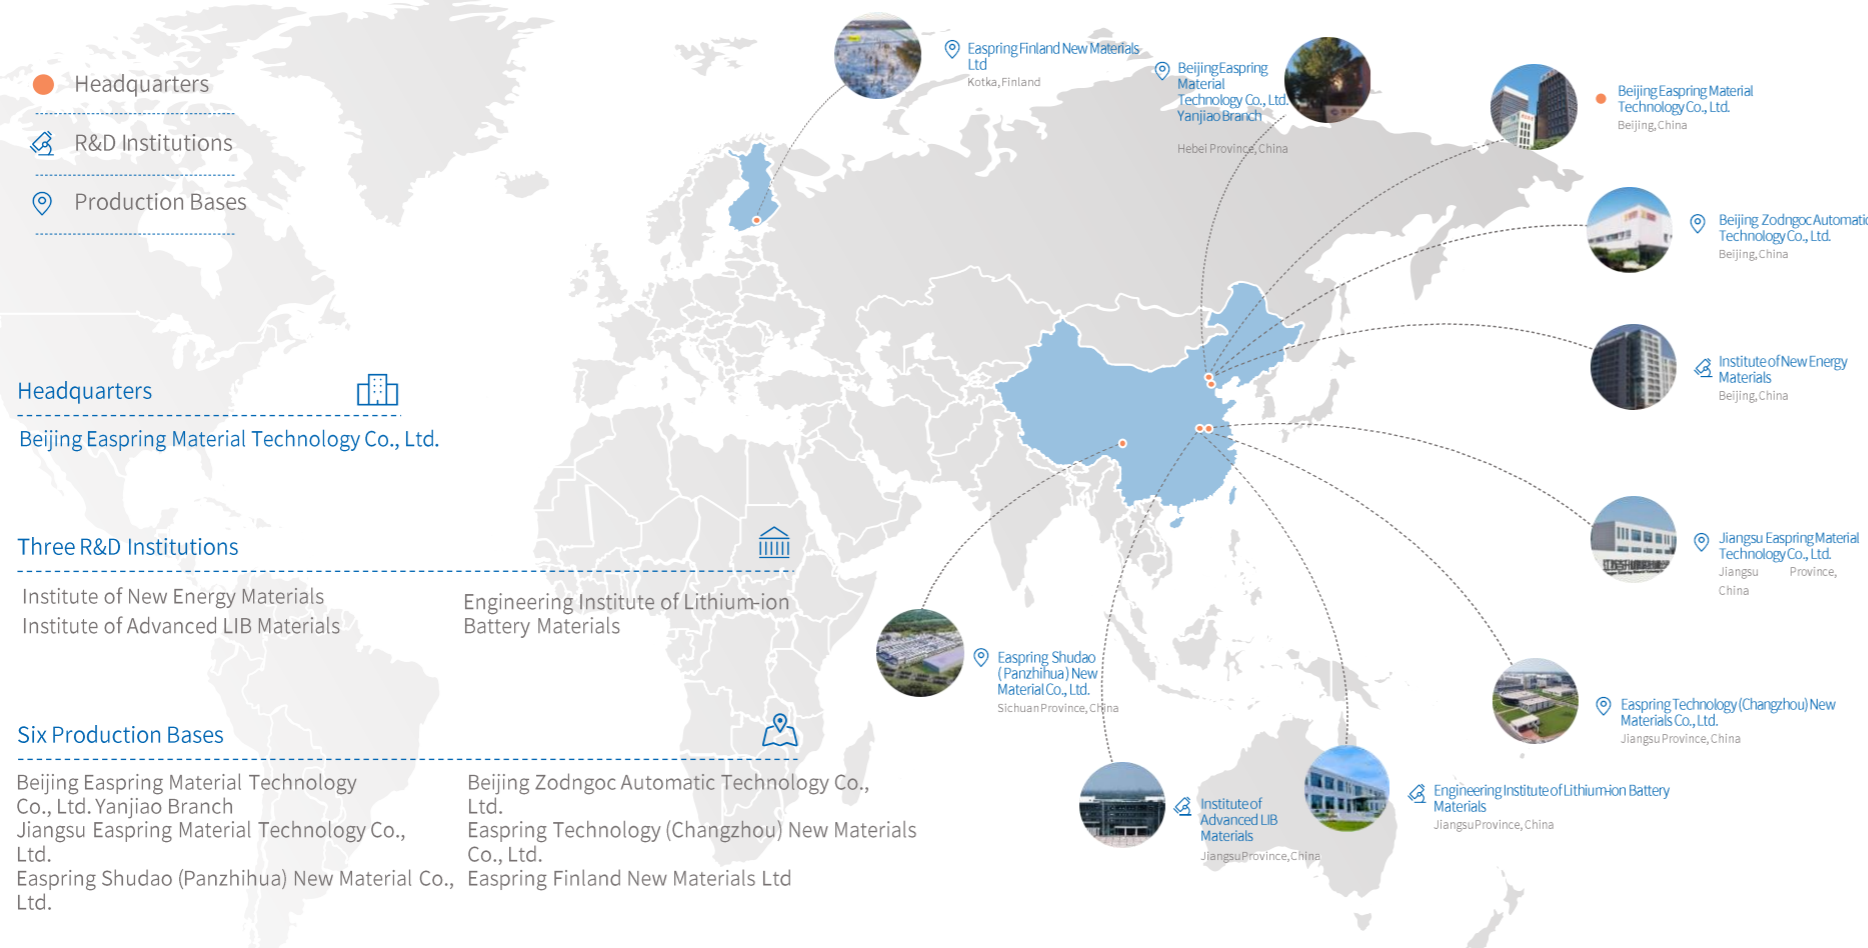 Headquarters
R&D Institutions
Production Bases
Headquarters
Beijing Easpring Material Technology Co., Ltd.
Three R&D Institutions
Institute of New Energy Materials
Institute of Advanced LIB Materials
Engineering Institute of Lithium-ion
Battery Materials
Six Production Bases
Beijing Easpring Material Technology
Co., Ltd. Yanjiao Branch
Jiangsu Easpring Material Technology Co.,
Ltd.
Easpring Shudao (Panzhihua) New Material Co.,
Ltd.
Beijing Zodngoc Automatic Technology Co.,
Ltd.
Easpring Technology (Changzhou) New Materials
Co., Ltd.
Easpring Finland New Materials Ltd
Easpring Finland New Materials
Ltd
Kotka, Finland
Beijing Easpring
Material
Technology Co., Ltd.
Yanjiao Branch
Hebei Province, China
Beijing Easpring Material
Technology Co., Ltd.
Beijing, China
Beijing Zodngoc Automatic
Technology Co., Ltd.
Beijing, China
Institute of New Energy
Materials
Beijing, China
Jiangsu Easpring Material
Technology Co., Ltd.
Jiangsu Province,
China
Easpring Technology (Changzhou) New
Materials Co., Ltd.
Jiangsu Province, China
Engineering Institute of Lithium-ion Battery
Materials
Jiangsu Province, China
Institute of
Advanced LIB
Materials
Jiangsu Province, China
Easpring Shudao
(Panzhihua) New
Material Co., Ltd.
Sichuan Province, China